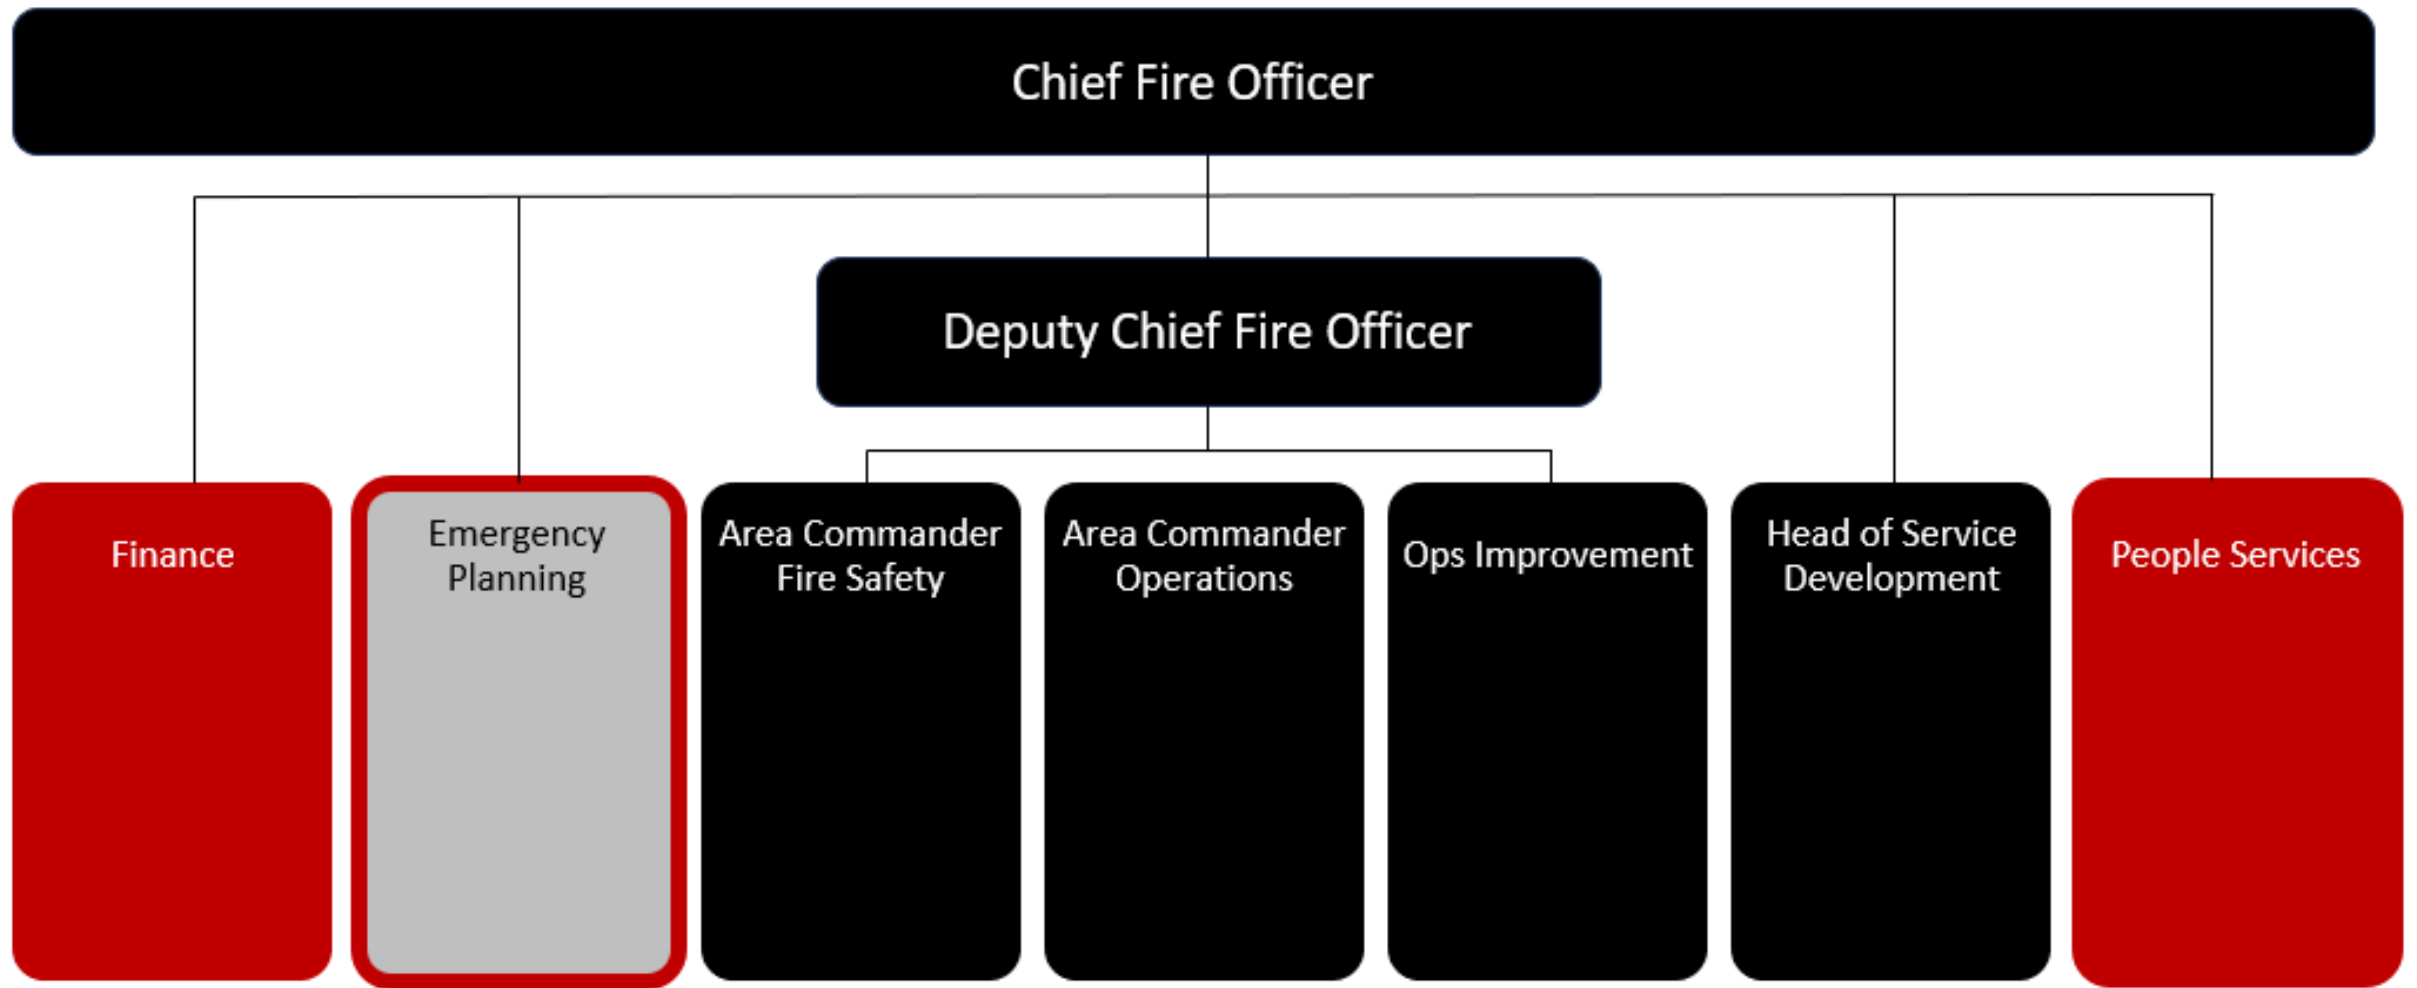 Chief Fire Officer
Deputy Chief Fire Officer
Finance
Emergency
Planning
Area Commander
Fire Safety
Area Commander
Operations
Ops Improvement
Head of Service
Development
People Services